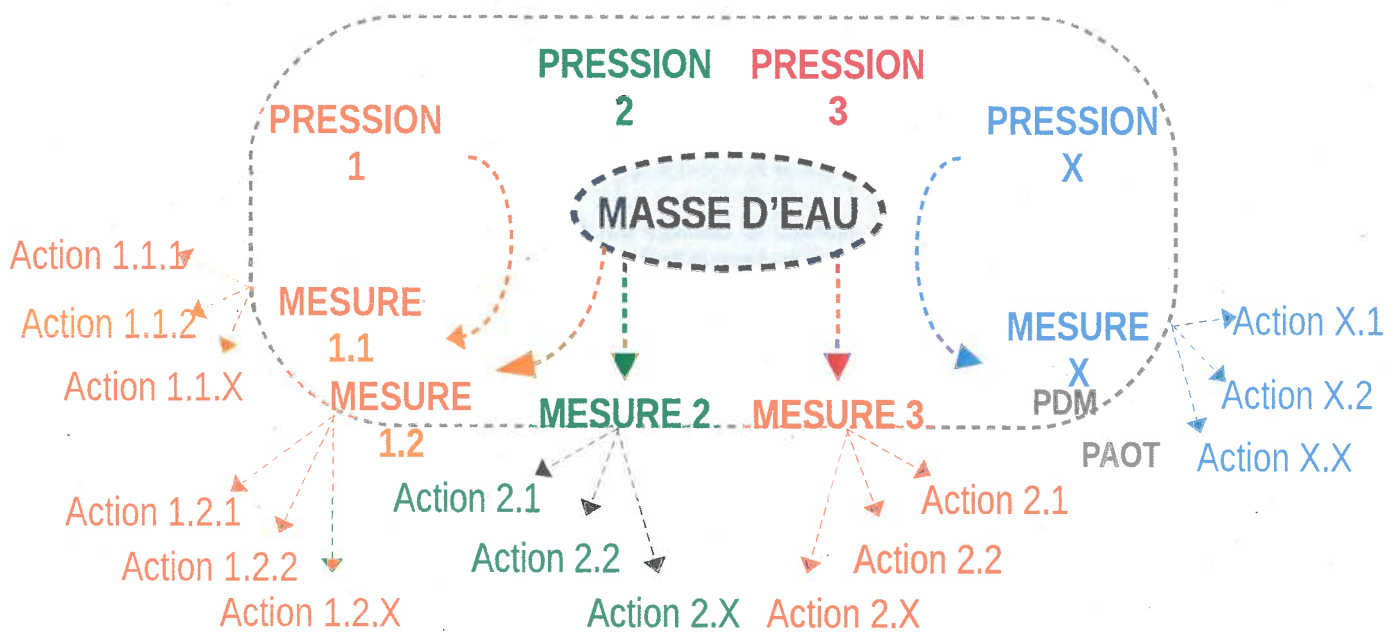 PRESSION
2
PRESSION
3
PRESSION
1
PRESSION
X
MASSE D'EAU
Action 1.1.1
Action 1.1.2
Action 1.1.X
MESURE
1.1
MESURE
1.2
MESURE 2
MESURE 3
MESURE
X
PDM
PAOT
Action X.1
Action X.2
Action X.X
Action 1.2.1
Action 1.2.2
Action 1.2.X
Action 2.1
Action 2.2
Action 2.X
Action 2.1
Action 2.2
Action 2.X